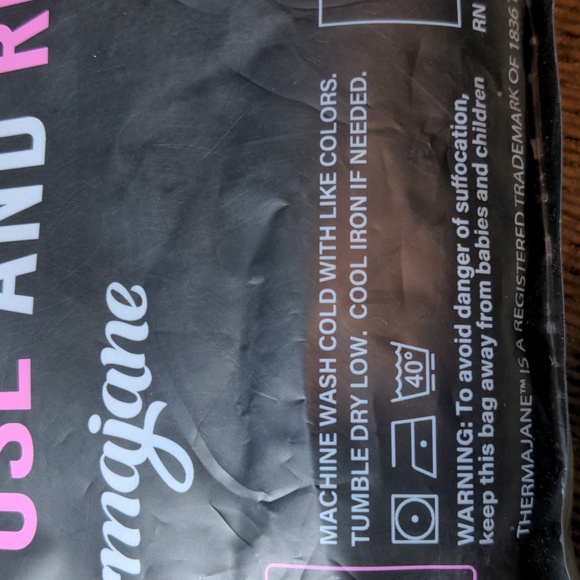 USE AND
majane
MACHINE WASH COLD WITH LIKE COLORS.
TUMBLE DRY LOW. COOL IRON IF NEEDED.
40°
WARNING: To avoid danger of suffocation,
keep this bag away from babies and children
RN
THERMAJANE™ IS A REGISTERED TRADEMARK OF 1836